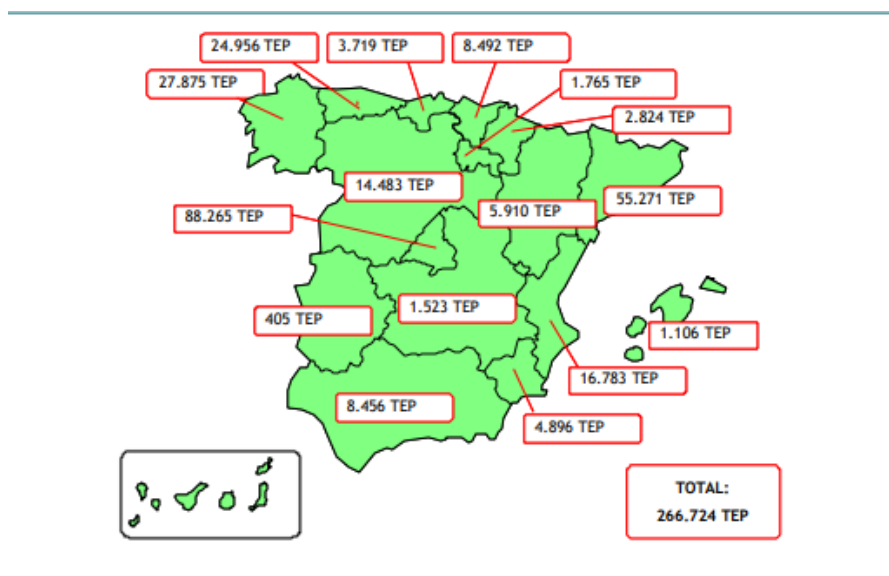 24.956 TEP
3.719 TEP
8.492 TEP
27.875 TEP
1.765 TEP
2.824 TEP
14.483 TEP
88.265 TEP
5.910 TEP
55.271 TEP
405 TEP
1.523 TEP
1.106 TEP
16.783 TEP
8.456 TEP
4.896 TEP
TOTAL:
266.724 TEP